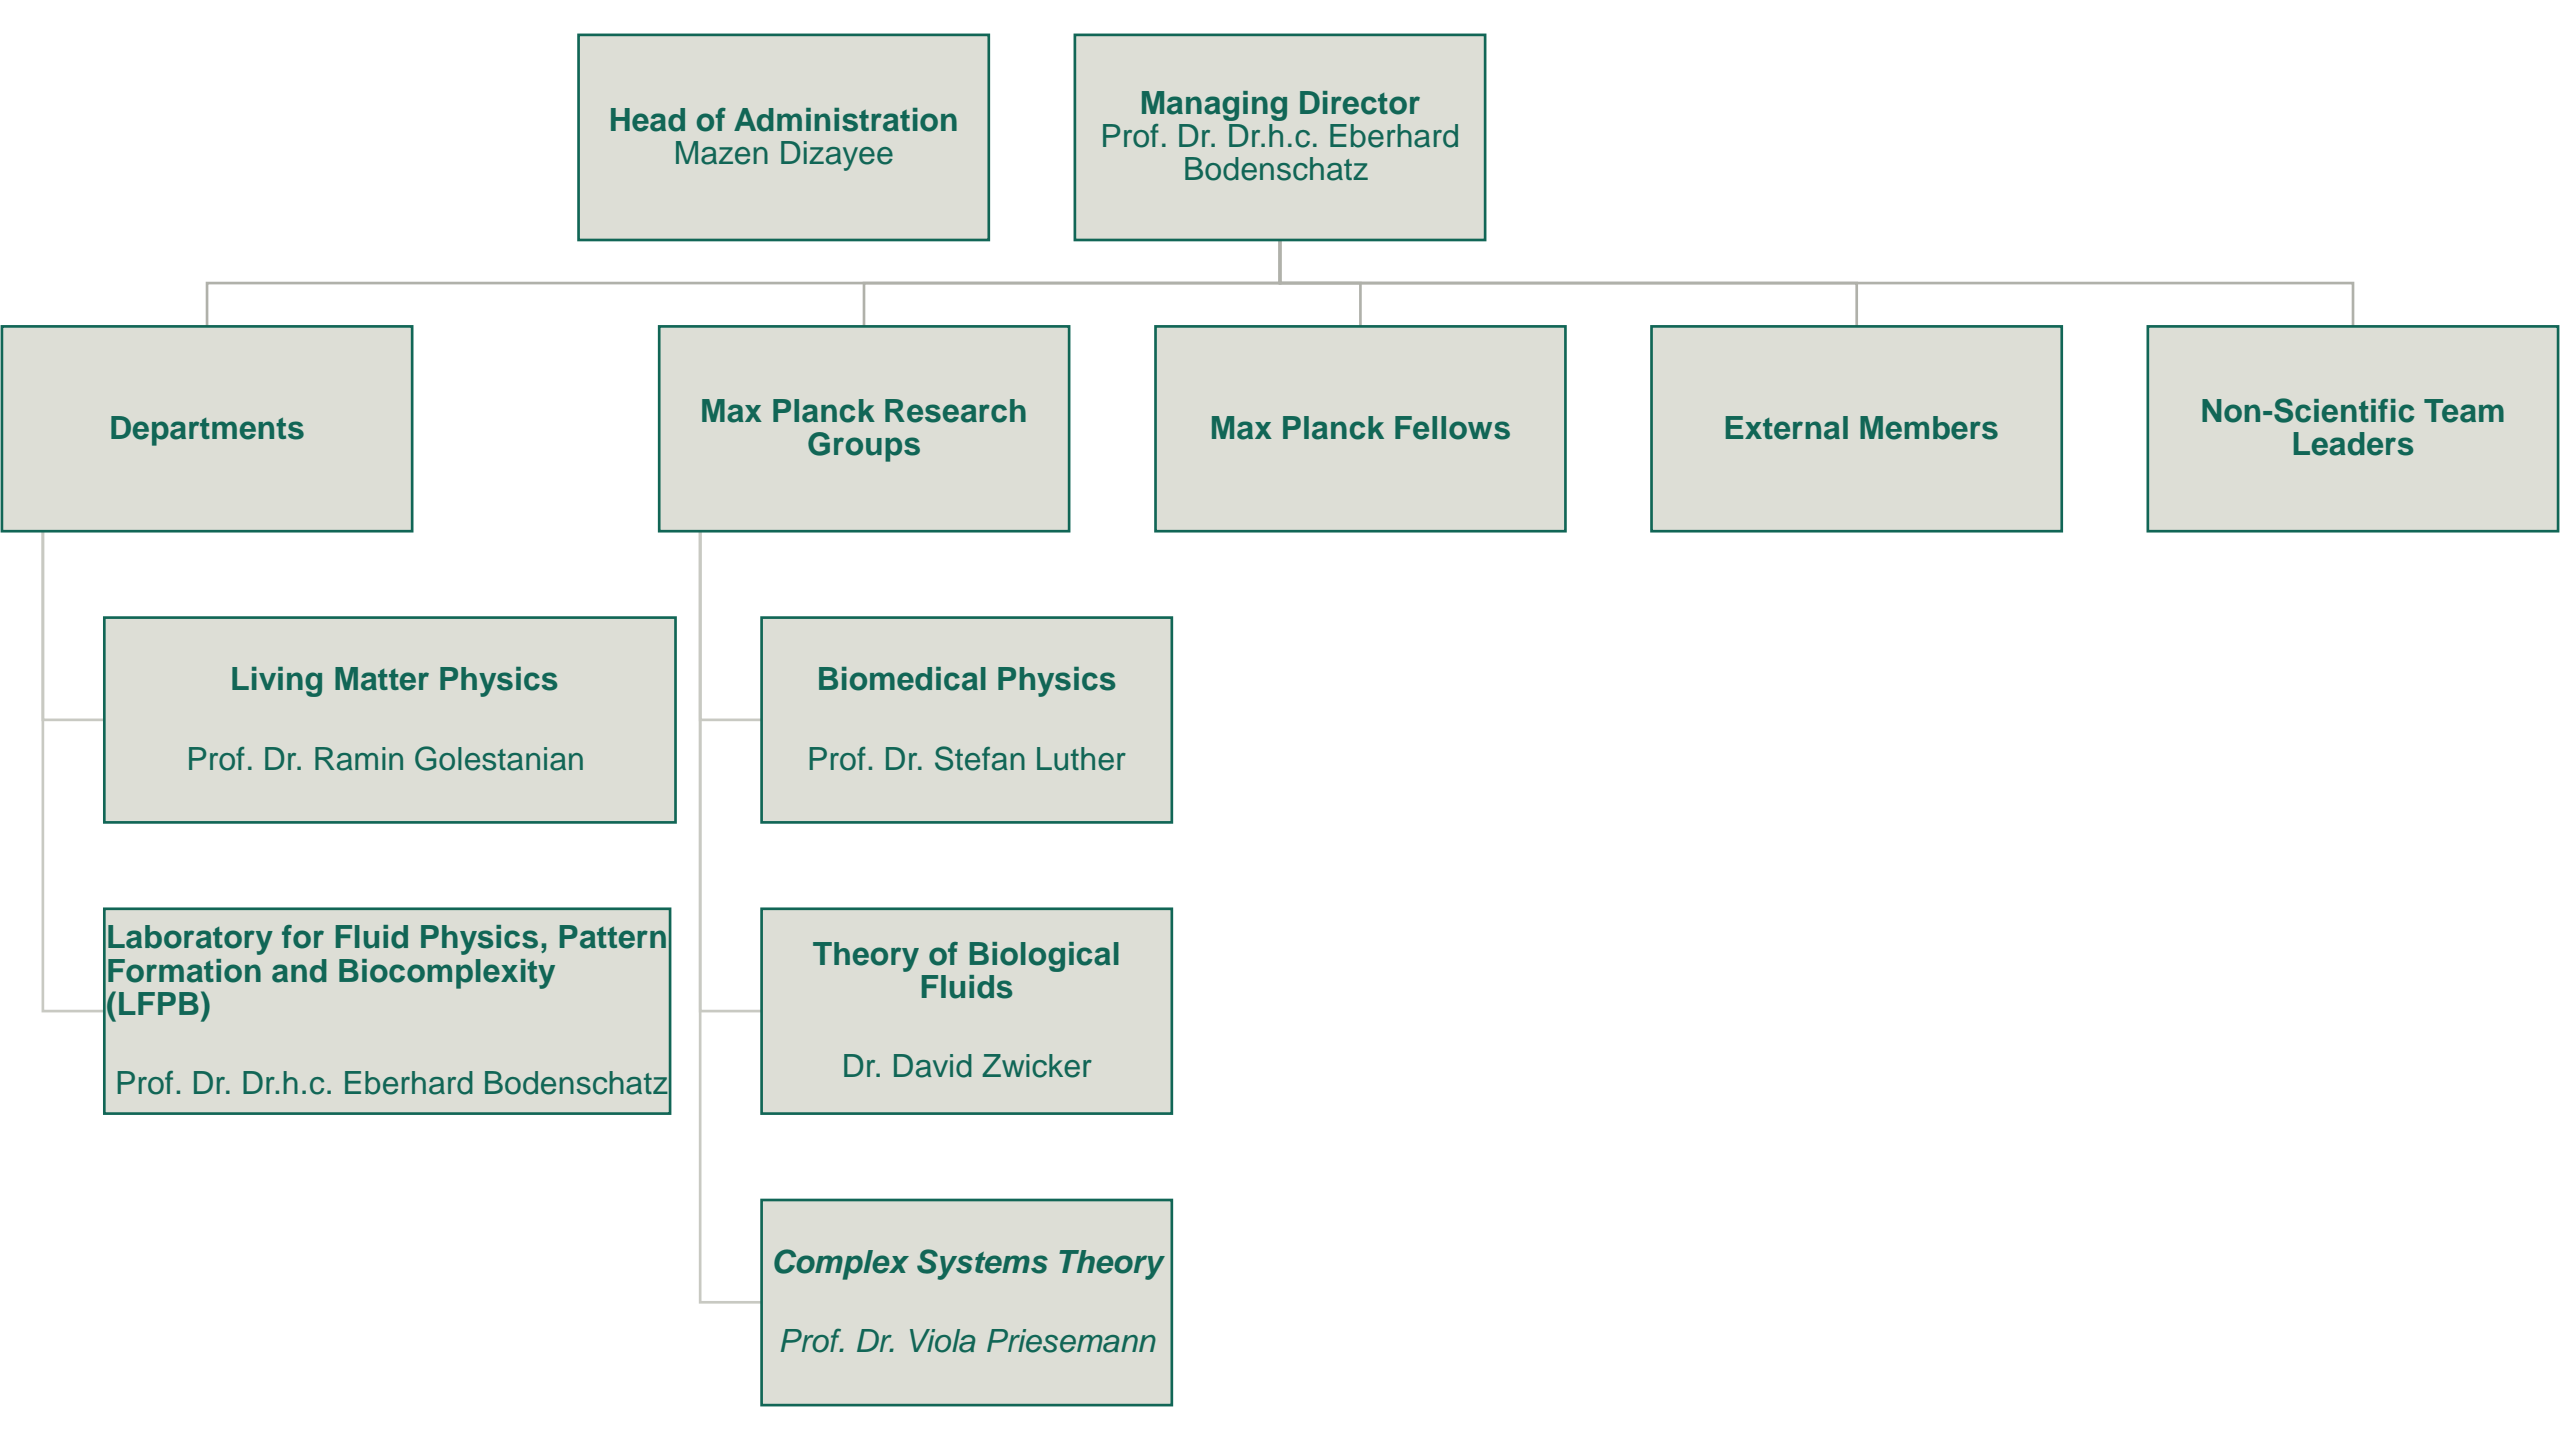 Head of Administration
Mazen Dizayee
Managing Director
Prof. Dr. Dr.h.c. Eberhard
Bodenschatz
Departments
Max Planck Research
Groups
Max Planck Fellows
External Members
Non-Scientific Team
Leaders
Living Matter Physics
Prof. Dr. Ramin Golestanian
Biomedical Physics
Prof. Dr. Stefan Luther
Laboratory for Fluid Physics, Pattern
Formation and Biocomplexity
(LFPB)
Prof. Dr. Dr.h.c. Eberhard Bodenschatz
Theory of Biological
Fluids
Dr. David Zwicker
Complex Systems Theory
Prof. Dr. Viola Priesemann